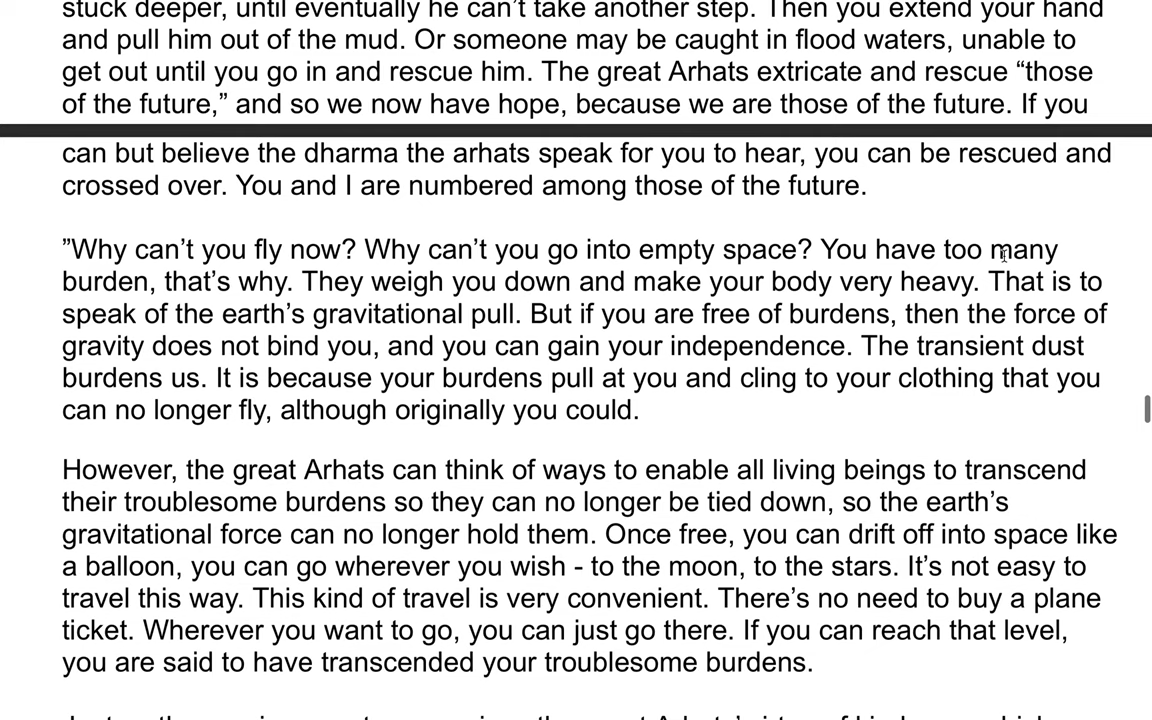 stuck deeper, until eventually he can’t take another step. Then you extend your hand
and pull him out of the mud. Or someone may be caught in flood waters, unable to
get out until you go in and rescue him. The great Arhats extricate and rescue “those
of the future,” and so we now have hope, because we are those of the future. If you
can but believe the dharma the arhats speak for you to hear, you can be rescued and
crossed over. You and I are numbered among those of the future.
”Why can’t you fly now? Why can’t you go into empty space? You have too many
burden, that’s why. They weigh you down and make your body very heavy. That is to
speak of the earth’s gravitational pull. But if you are free of burdens, then the force of
gravity does not bind you, and you can gain your independence. The transient dust
burdens us. It is because your burdens pull at you and cling to your clothing that you
can no longer fly, although originally you could.
However, the great Arhats can think of ways to enable all living beings to transcend
their troublesome burdens so they can no longer be tied down, so the earth’s
gravitational force can no longer hold them. Once free, you can drift off into space like
a balloon, you can go wherever you wish - to the moon, to the stars. It’s not easy to
travel this way. This kind of travel is very convenient. There’s no need to buy a plane
ticket. Wherever you want to go, you can just go there. If you can reach that level,
you are said to have transcended your troublesome burdens.